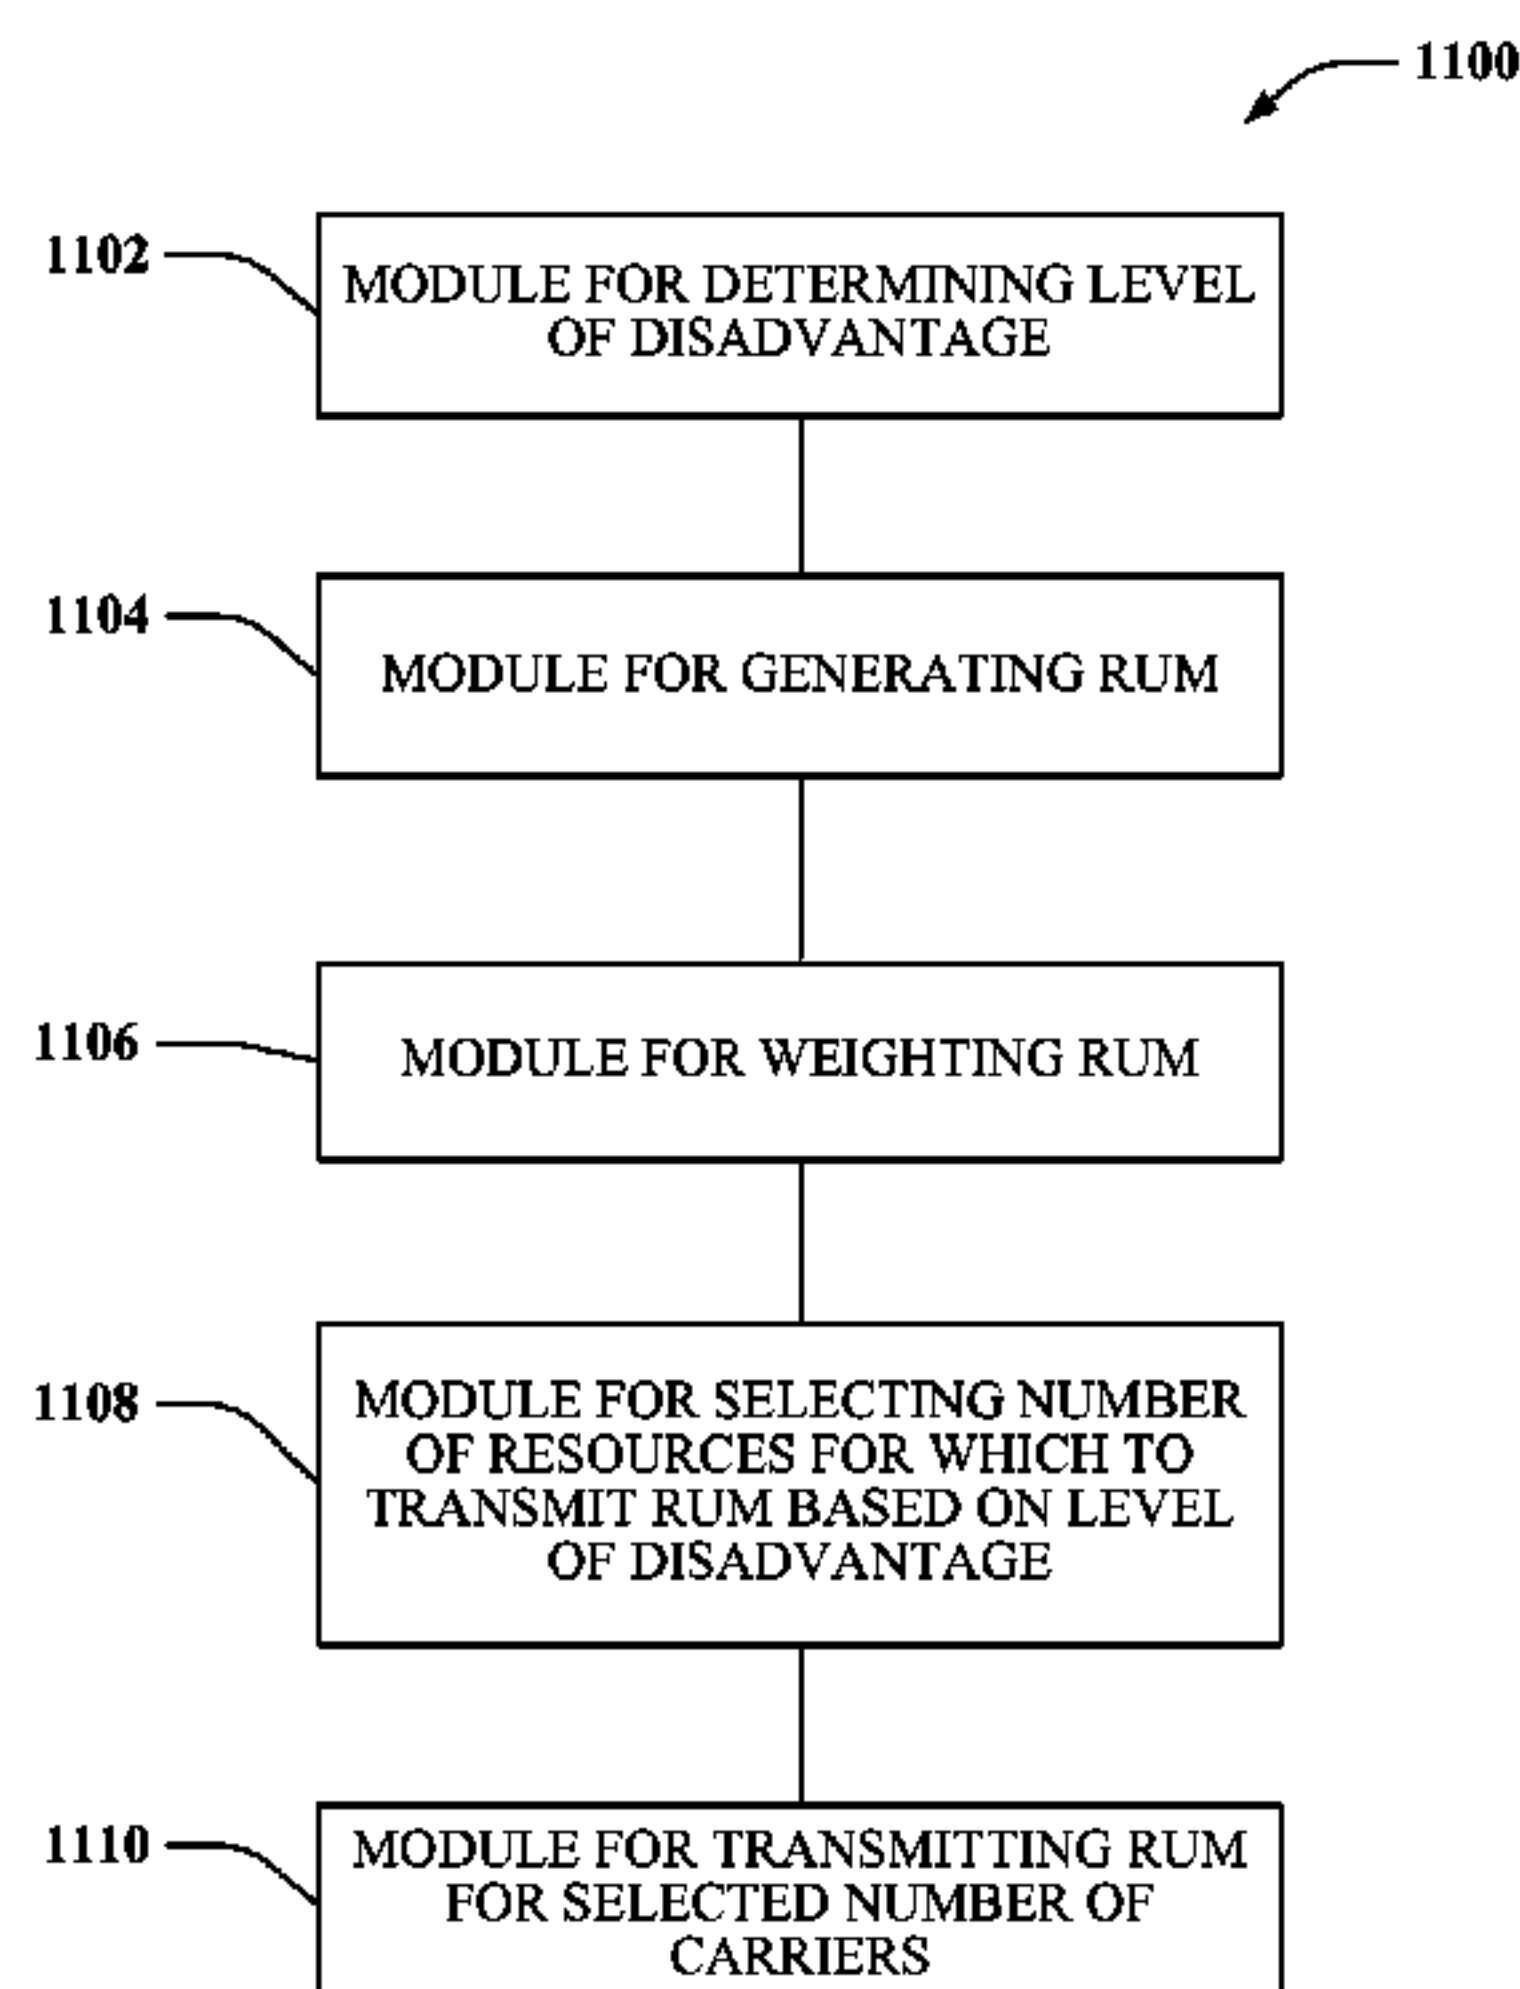 1100
1102
MODULE FOR DETERMINING LEVEL
OF DISADVANTAGE
1104
MODULE FOR GENERATING RUM
1106
MODULE FOR WEIGHTING RUM
1108
MODULE FOR SELECTING NUMBER
OF RESOURCES FOR WHICH TO
TRANSMIT RUM BASED ON LEVEL
OF DISADVANTAGE
1110
MODULE FOR TRANSMITTING RUM
FOR SELECTED NUMBER OF
CARRIERS